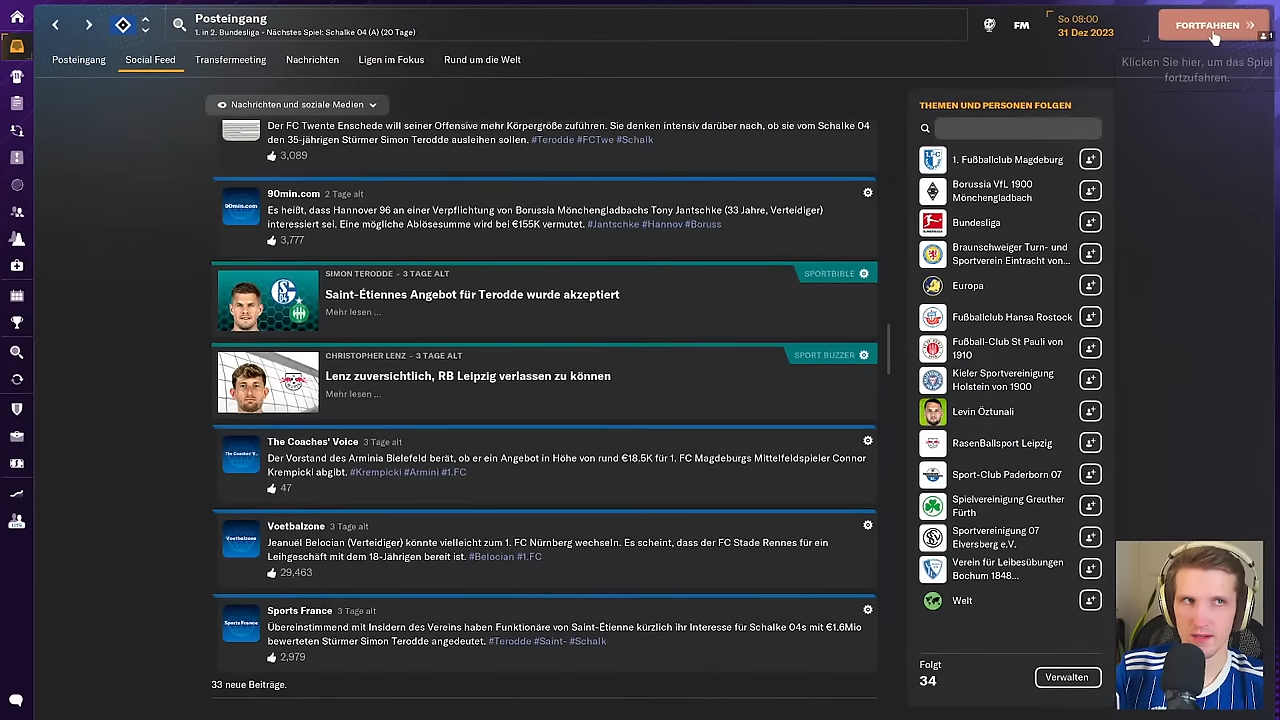 Posteingang
1. in 2. Bundesliga - Nächstes Spiel: Schalke 04 (A) (20 Tage)
FM
So 08:00
31 Dez 2023
FORTFAHREN
1
Klicken Sie hier, um das Spiel
fortzufahren.
Posteingang
Social Feed
Transfermeeting
Nachrichten
Ligen im Fokus
Rund um die Welt
Nachrichten und soziale Medien
Der FC Twente Enschede will seiner Offensive mehr Körpergröße zuführen. Sie denken intensiv darüber nach, ob sie vom Schalke 04
den 35-jährigen Stürmer Simon Terodde ausleihen sollen. #Terodde #FCTwe #Schalk
3,089
90min.com
90min.com 2 Tage alt
Es heißt, dass Hannover 96 an einer Verpflichtung von Borussia Mönchengladbachs Tony Jantschke (33 Jahre, Verteidiger)
interessiert sei. Eine mögliche Ablösesumme wird bei €155K vermutet. #Jantschke #Hannov #Boruss
3,777
SIMON TERODDE - 3 TAGE ALT
SPORTBIBLE
Saint-Étiennes Angebot für Terodde wurde akzeptiert
Mehr lesen ...
CHRISTOPHER LENZ - 3 TAGE ALT
SPORT BUZZER
Lenz zuversichtlich, RB Leipzig verlassen zu können
Mehr lesen ...
The Coaches' V...
The Coaches' Voice 3 Tage alt
Der Vorstand des Arminia Bielefeld berät, ob er ein Angebot in Höhe von rund €18.5K für 1. FC Magdeburgs Mittelfeldspieler Connor
Krempicki abgibt. #Krempicki #Armini #1.FC
47
Voetbalzone
Voetbalzone 3 Tage alt
Jeanuël Belocian (Verteidiger) könnte vielleicht zum 1. FC Nürnberg wechseln. Es scheint, dass der FC Stade Rennes für ein
Leihgeschäft mit dem 18-Jährigen bereit ist. #Belocian #1.FC
29,463
Sports France
Sports France 3 Tage alt
Übereinstimmend mit Insidern des Vereins haben Funktionäre von Saint-Étienne kürzlich ihr Interesse für Schalke 04s mit €1.6Mio
bewerteten Stürmer Simon Terodde angedeutet. #Terodde #Saint- #Schalk
2,979
33 neue Beiträge.
THEMEN UND PERSONEN FOLGEN
1. Fußballclub Magdeburg
Borussia VfL 1900
Mönchengladbach
Bundesliga
Braunschweiger Turn- und
Sportverein Eintracht von...
Europa
Fußballclub Hansa Rostock
Fußball-Club St Pauli von
1910
Kieler Sportvereinigung
Holstein von 1900
Levin Öztunali
RasenBallsport Leipzig
Sport-Club Paderborn 07
Spielvereinigung Greuther
Fürth
Sportvereinigung 07
Elversberg e.V.
Verein für Leibesübungen
Bochum 1848...
Welt
Folgt
34
Verwalten